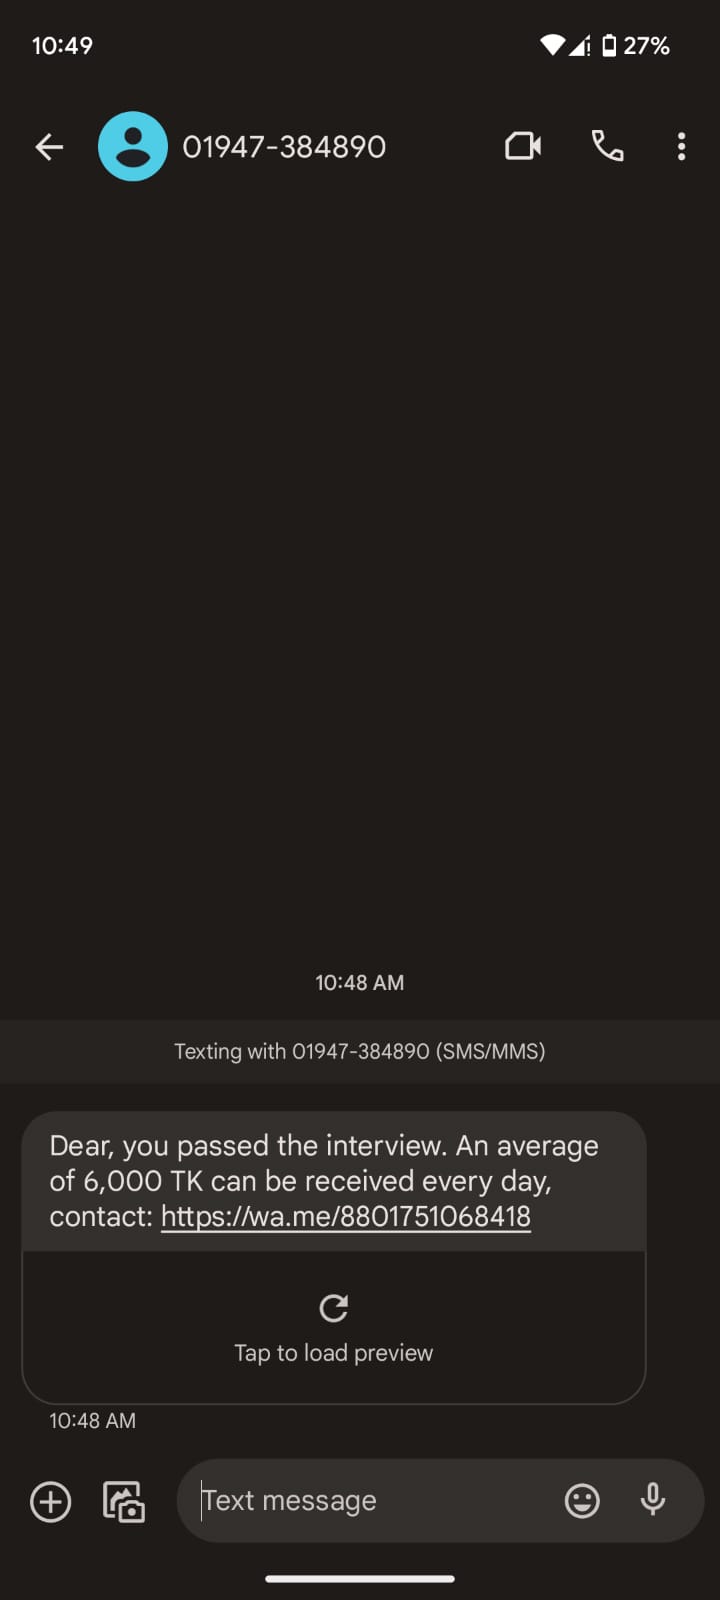 10:49
27%
01947-384890
10:48 AM
Texting with 01947-384890 (SMS/MMS)
Dear, you passed the interview. An average
of 6,000 TK can be received every day,
contact: https://wa.me/8801751068418
Tap to load preview
10:48 AM
Text message